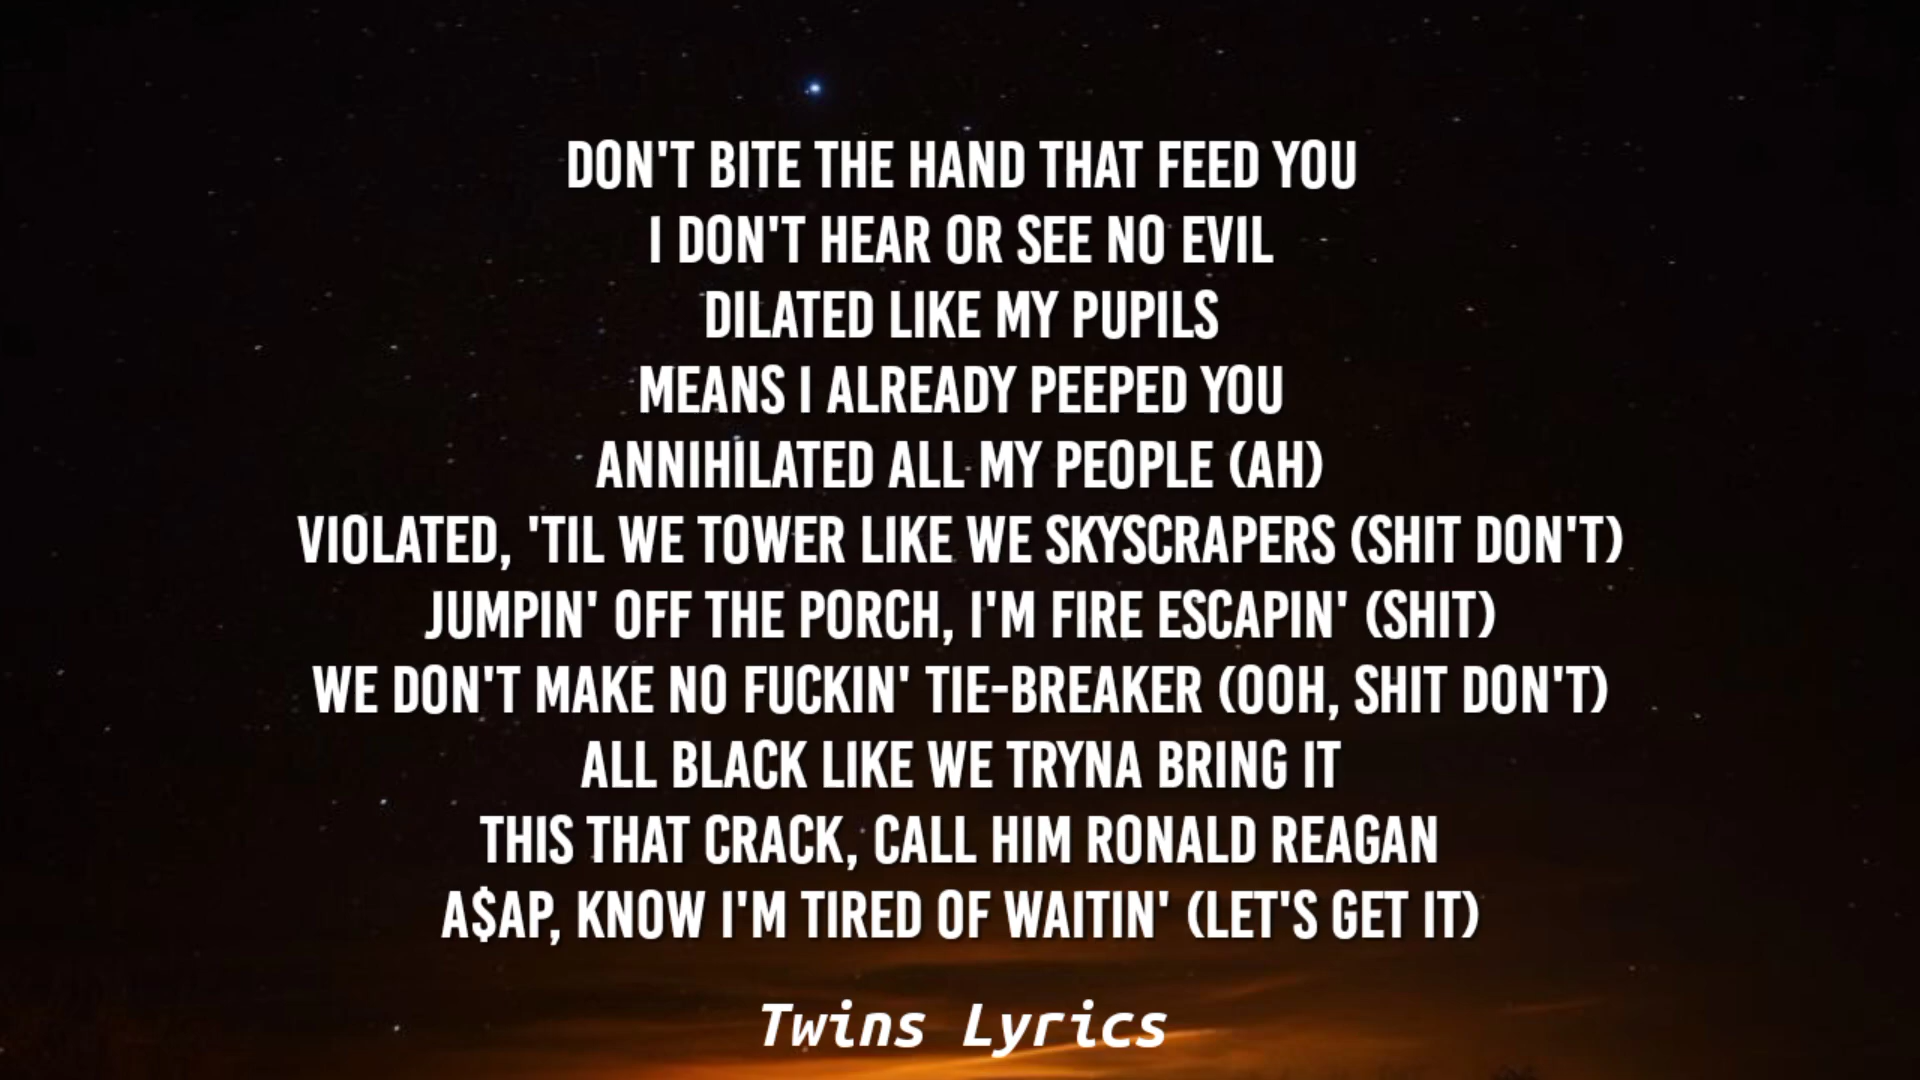 DON'T BITE THE HAND THAT FEED YOU
I DON'T HEAR OR SEE NO EVIL
DILATED LIKE MY PUPILS
MEANS I ALREADY PEEPED YOU
ANNIHILATED ALL MY PEOPLE (AH)
VIOLATED, 'TIL WE TOWER LIKE WE SKYSCRAPERS (SHIT DON'T)
JUMPIN' OFF THE PORCH, I'M FIRE ESCAPIN' (SHIT)
WE DON'T MAKE NO FUCKIN' TIE-BREAKER (OOH, SHIT DON'T)
ALL BLACK LIKE WE TRYNA BRING IT
THIS THAT CRACK, CALL HIM RONALD REAGAN
A$AP, KNOW I'M TIRED OF WAITIN' (LET'S GET IT)
Twins Lyrics